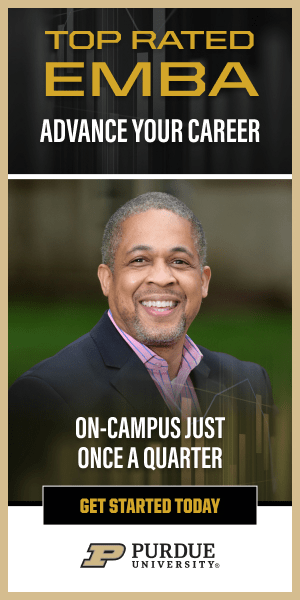 TOP RATED
EMBA
ADVANCE YOUR CAREER
ON-CAMPUS JUST
ONCE A QUARTER
GET STARTED TODAY
P PURDUE
UNIVERSITY®